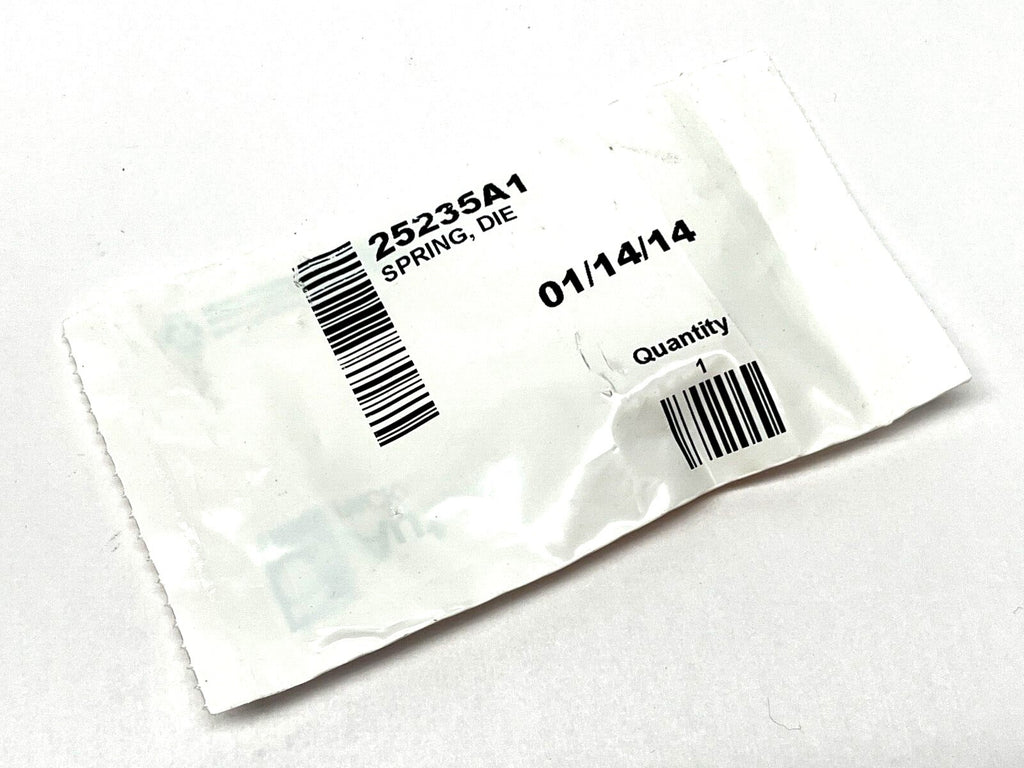 25235A1
SPRING, DIE
01/14/14
Quantity
1